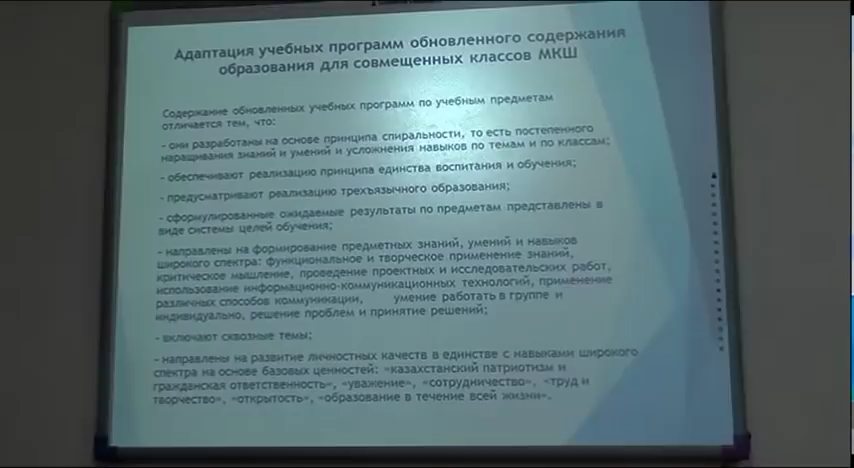 Адаптация учебных программ обновленного содержания
образования для совмещенных классов МКШ
Содержание обновленных учебных программ по учебным предметам
отличается тем, что:
- они разработаны на основе принципа спиральности, то есть постепенного
наращивания знаний и умений и усложнения навыков по темам и по классам;
- обеспечивают реализацию принципа единства воспитания и обучения;
- предусматривают реализацию трехъязычного образования;
- сформулированные ожидаемые результаты по предметам представлены в
виде системы целей обучения;
- направлены на формирование предметных знаний, умений и навыков
широкого спектра: функциональное и творческое применение знаний,
критическое мышление, проведение проектных и исследовательских работ,
использование информационно-коммуникационных технологий, применение
различных способов коммуникации, умение работать в группе и
индивидуально, решение проблем и принятие решений;
- включают сквозные темы;
- направлены на развитие личностных качеств в единстве с навыками широкого
спектра на основе базовых ценностей: «казахстанский патриотизм и
гражданская ответственность», «уважение», «сотрудничество», «труд и
творчество», «открытость», «образование в течение всей жизни».